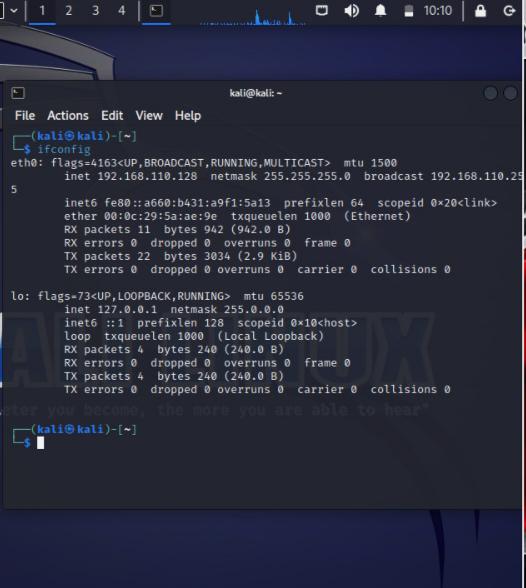 1 2 3 4 10:10
kali@kali: ~
File Actions Edit View Help
┌──(kali㉿kali)-[~]
└─$ ifconfig
eth0: flags=4163<UP,BROADCAST,RUNNING,MULTICAST> mtu 1500
inet 192.168.110.128 netmask 255.255.255.0 broadcast 192.168.110.25
5
inet6 fe80::a660:b431:a9f1:5a13 prefixlen 64 scopeid 0×20<link>
ether 00:0c:29:5a:ae:9e txqueuelen 1000 (Ethernet)
RX packets 11 bytes 942 (942.0 B)
RX errors 0 dropped 0 overruns 0 frame 0
TX packets 22 bytes 3034 (2.9 KiB)
TX errors 0 dropped 0 overruns 0 carrier 0 collisions 0
lo: flags=73<UP,LOOPBACK,RUNNING> mtu 65536
inet 127.0.0.1 netmask 255.0.0.0
inet6 ::1 prefixlen 128 scopeid 0×10<host>
loop txqueuelen 1000 (Local Loopback)
RX packets 4 bytes 240 (240.0 B)
RX errors 0 dropped 0 overruns 0 frame 0
TX packets 4 bytes 240 (240.0 B)
TX errors 0 dropped 0 overruns 0 carrier 0 collisions 0
you become, the more you are able to hear"
┌──(kali㉿kali)-[~]
└─$